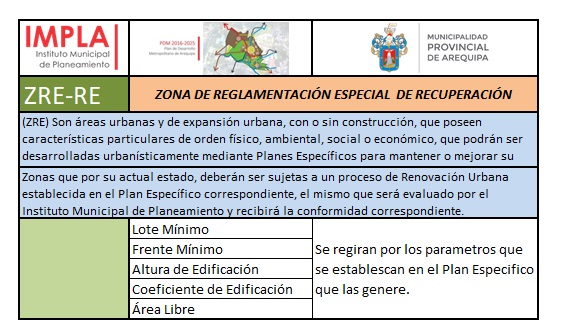 IMPLA
Instituto Municipal
de Planeamiento
PDM 2016-2025
Plan de Desarrollo
Metropolitano de Arequipa
MUNICIPALIDAD
PROVINCIAL
DE AREQUIPA
ZRE-RE
ZONA DE REGLAMENTACIÓN ESPECIAL DE RECUPERACIÓN
(ZRE) Son áreas urbanas y de expansión urbana, con o sin construcción, que poseen
características particulares de orden físico, ambiental, social o económico, que podrán ser
desarrolladas urbanísticamente mediante Planes Específicos para mantener o mejorar su
Zonas que por su actual estado, deberán ser sujetas a un proceso de Renovación Urbana
establecida en el Plan Específico correspondiente, el mismo que será evaluado por el
Instituto Municipal de Planeamiento y recibirá la conformidad correspondiente.
Lote Mínimo
Frente Mínimo
Altura de Edificación
Coeficiente de Edificación
Área Libre
Se regiran por los parametros que
se establescan en el Plan Especifico
que las genere.